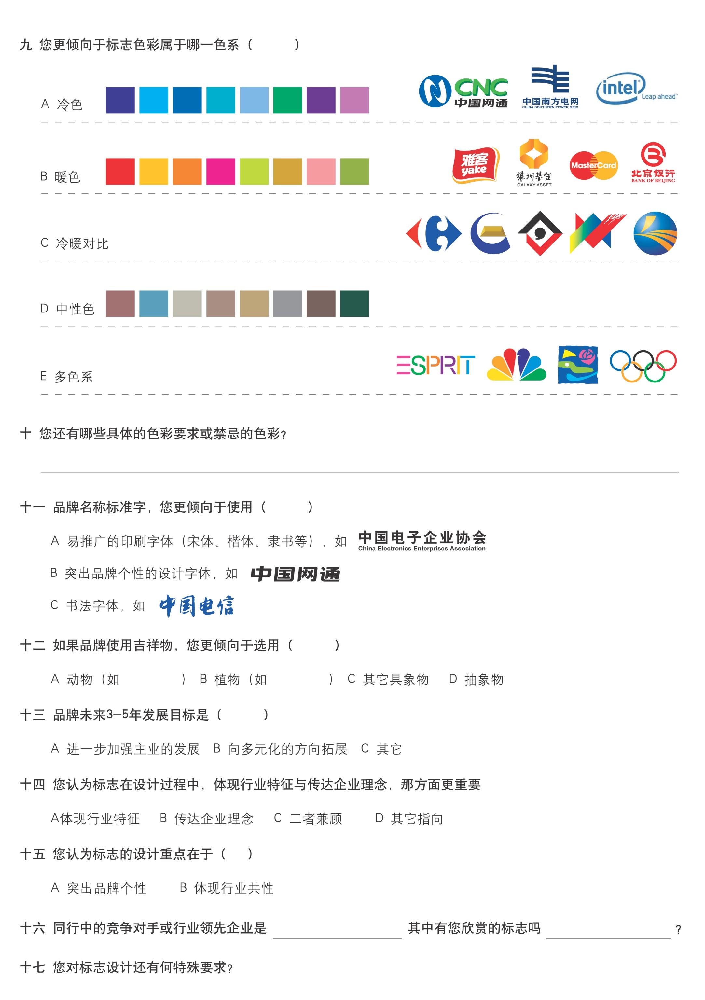 九 您更倾向于标志色彩属于哪一色系（　　　）
CNC
中国网通
中国南方电网
CHINA SOUTHERN POWER GRID
intel
Leap ahead™
A 冷色
雅客
yake
银河基金
GALAXY ASSET
MasterCard
北京银行
BANK OF BEIJING
B 暖色
C 冷暖对比
D 中性色
ESPRIT
E 多色系
十 您还有哪些具体的色彩要求或禁忌的色彩?
十一 品牌名称标准字，您更倾向于使用（　　　）
A 易推广的印刷字体（宋体、楷体、隶书等），如 中国电子企业协会
China Electronics Enterprises Association
B 突出品牌个性的设计字体，如 中国网通
C 书法字体，如 中国电信
十二 如果品牌使用吉祥物，您更倾向于选用（　　　）
A 动物（如　　　　） B 植物（如　　　　） C 其它具象物 D 抽象物
十三 品牌未来3—5年发展目标是（　　　）
A 进一步加强主业的发展 B 向多元化的方向拓展 C 其它
十四 您认为标志在设计过程中，体现行业特征与传达企业理念，那方面更重要
A体现行业特征 B 传达企业理念 C 二者兼顾 D 其它指向
十五 您认为标志的设计重点在于（　）
A 突出品牌个性 B 体现行业共性
十六 同行中的竞争对手或行业领先企业是 其中有您欣赏的标志吗 ?
十七 您对标志设计还有何特殊要求?